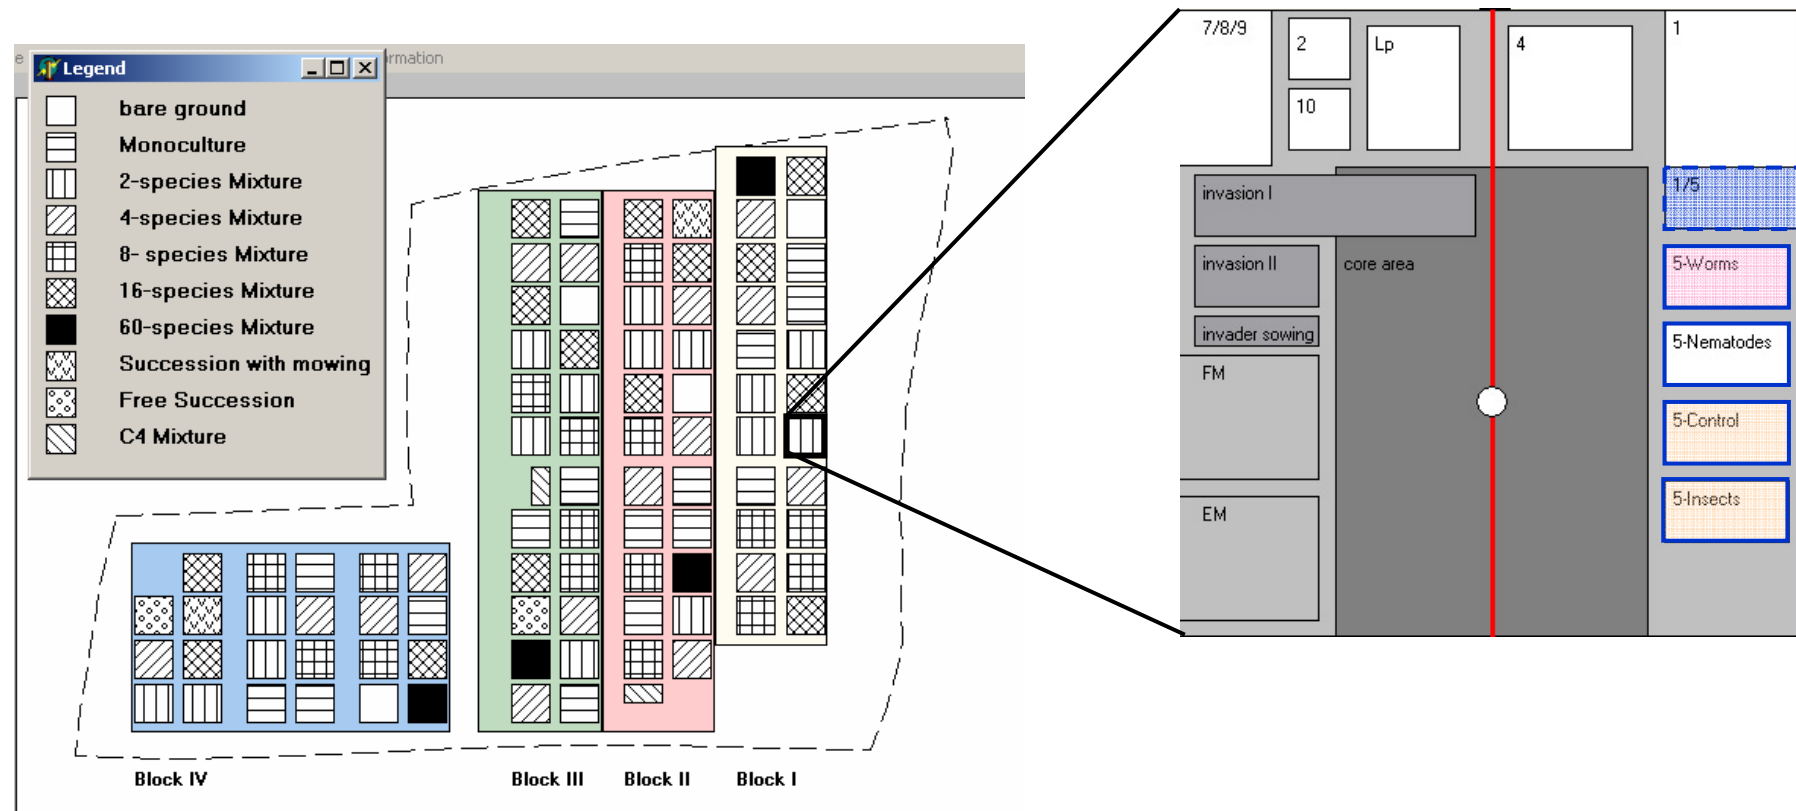 e
rmation
Legend
bare ground
Monoculture
2-species Mixture
4-species Mixture
8- species Mixture
16-species Mixture
60-species Mixture
Succession with mowing
Free Succession
C4 Mixture
Block IV
Block III
Block II
Block I
7/8/9
2
Lp
4
1
10
invasion I
1/5
invasion II
core area
5-Worms
invader sowing
5-Nematodes
FM
5-Control
5-Insects
EM